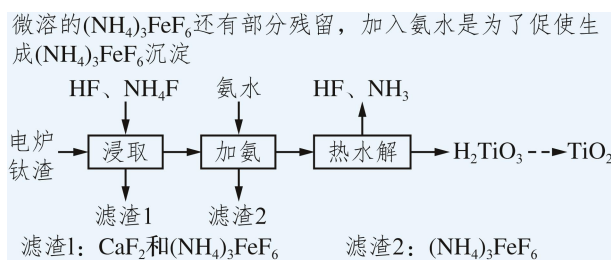 微溶的(NH₄)₃FeF₆还有部分残留，加入氨水是为了促使生
成(NH₄)₃FeF₆沉淀
HF、NH₄F 氨水 HF、NH₃
电炉
钛渣 浸取 加氨 热水解 H₂TiO₃ TiO₂
滤渣1 滤渣2
滤渣1：CaF₂和(NH₄)₃FeF₆ 滤渣2：(NH₄)₃FeF₆